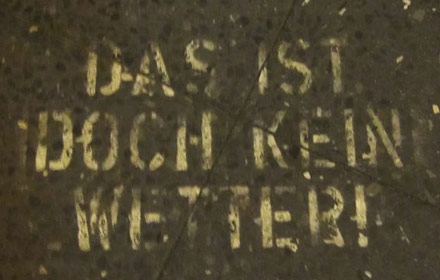 DAS IST
DOCH KEIN
WETTER!